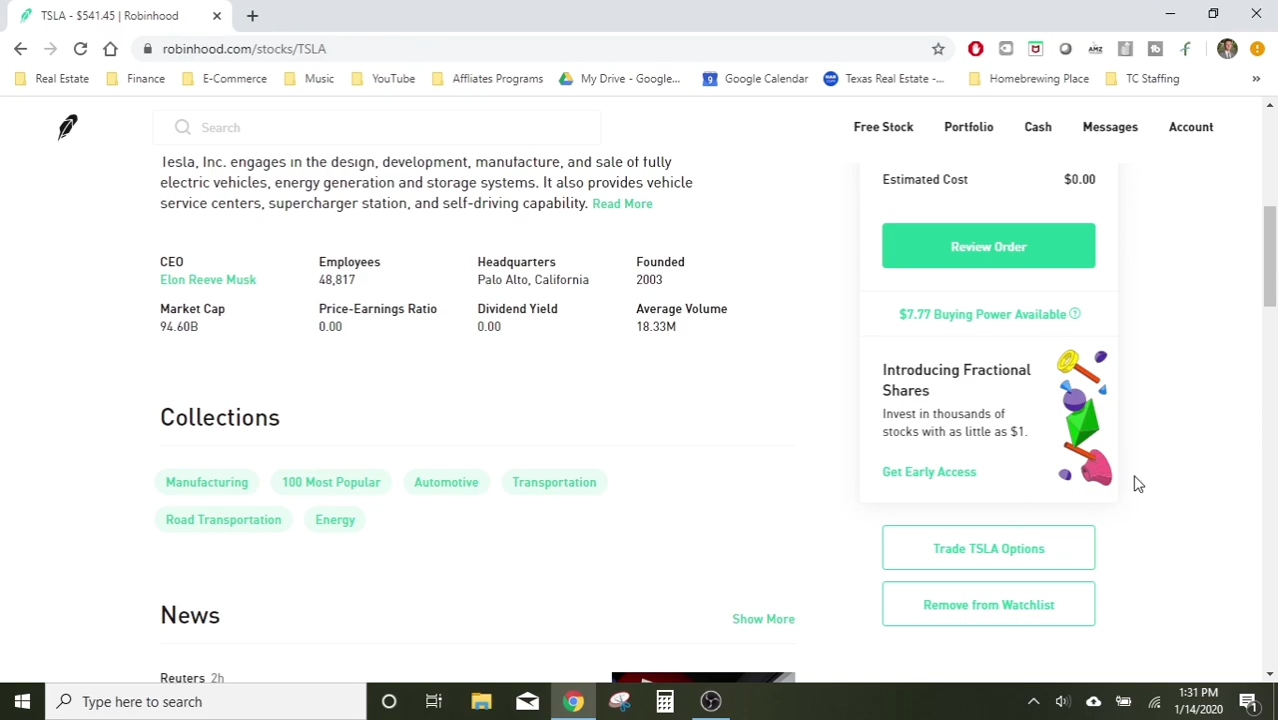 TSLA - $541.45 | Robinhood
robinhood.com/stocks/TSLA
AMZ
Real Estate
Finance
E-Commerce
Music
YouTube
Affliates Programs
My Drive - Google...
9
Google Calendar
Texas Real Estate -...
Homebrewing Place
TC Staffing
»
Search
Free Stock
Portfolio
Cash
Messages
Account
Tesla, Inc. engages in the design, development, manufacture, and sale of fully
electric vehicles, energy generation and storage systems. It also provides vehicle
service centers, supercharger station, and self-driving capability. Read More
CEO Employees Headquarters Founded
Elon Reeve Musk 48,817 Palo Alto, California 2003
Market Cap Price-Earnings Ratio Dividend Yield Average Volume
94.60B 0.00 0.00 18.33M
Collections
Manufacturing 100 Most Popular Automotive Transportation
Road Transportation Energy
News Show More
Reuters 2h
Estimated Cost $0.00
Review Order
$7.77 Buying Power Available ?
Introducing Fractional
Shares
Invest in thousands of
stocks with as little as $1.
Get Early Access
Trade TSLA Options
Remove from Watchlist
Type here to search
1:31 PM
1/14/2020
1